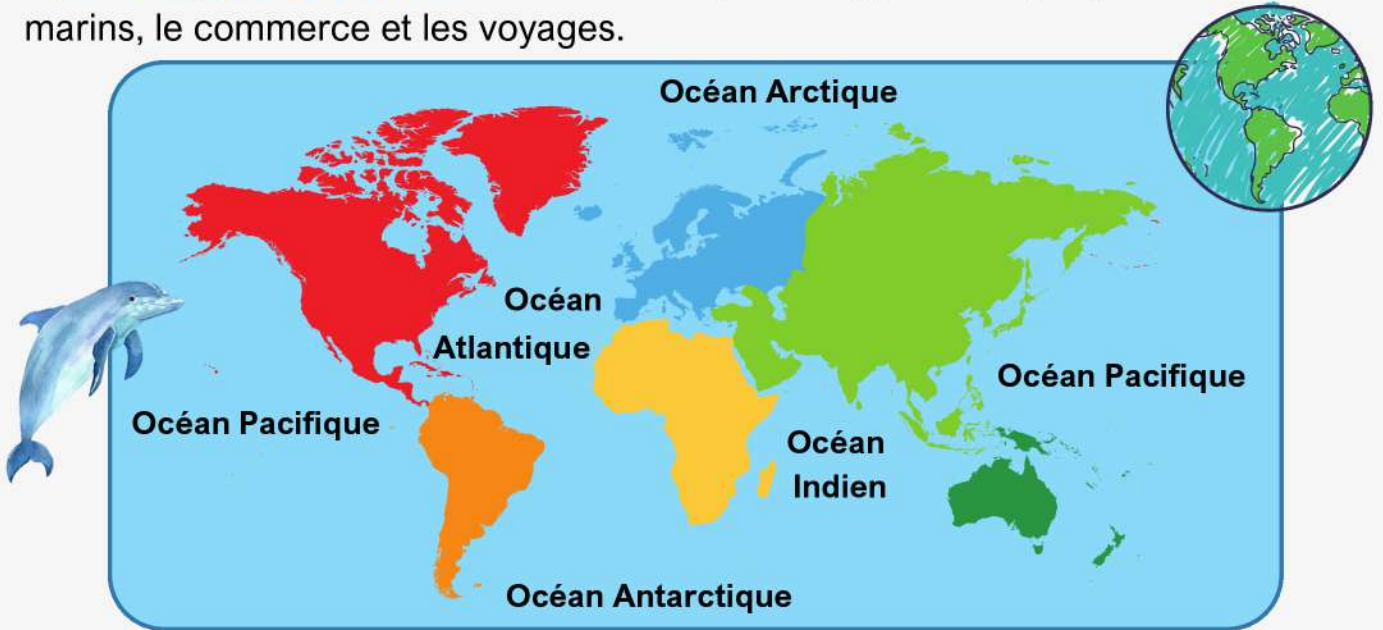 marins, le commerce et les voyages.
Océan Arctique
Océan
Atlantique
Océan Pacifique
Océan Pacifique
Océan
Indien
Océan Antarctique